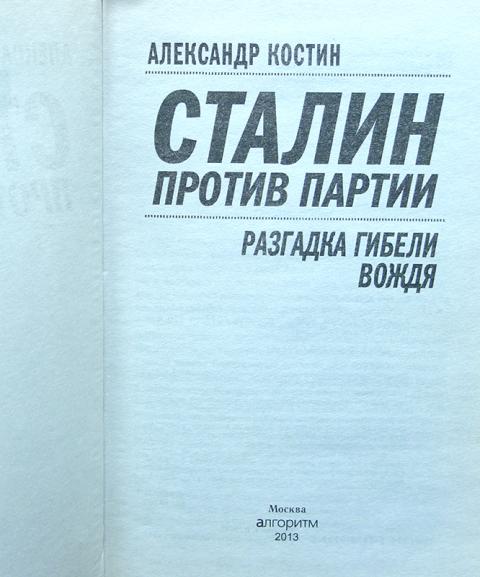 АЛЕКСАНДР КОСТИН
СТАЛИН
ПРОТИВ ПАРТИИ
РАЗГАДКА ГИБЕЛИ
ВОЖДЯ
Москва
алгоритм
2013